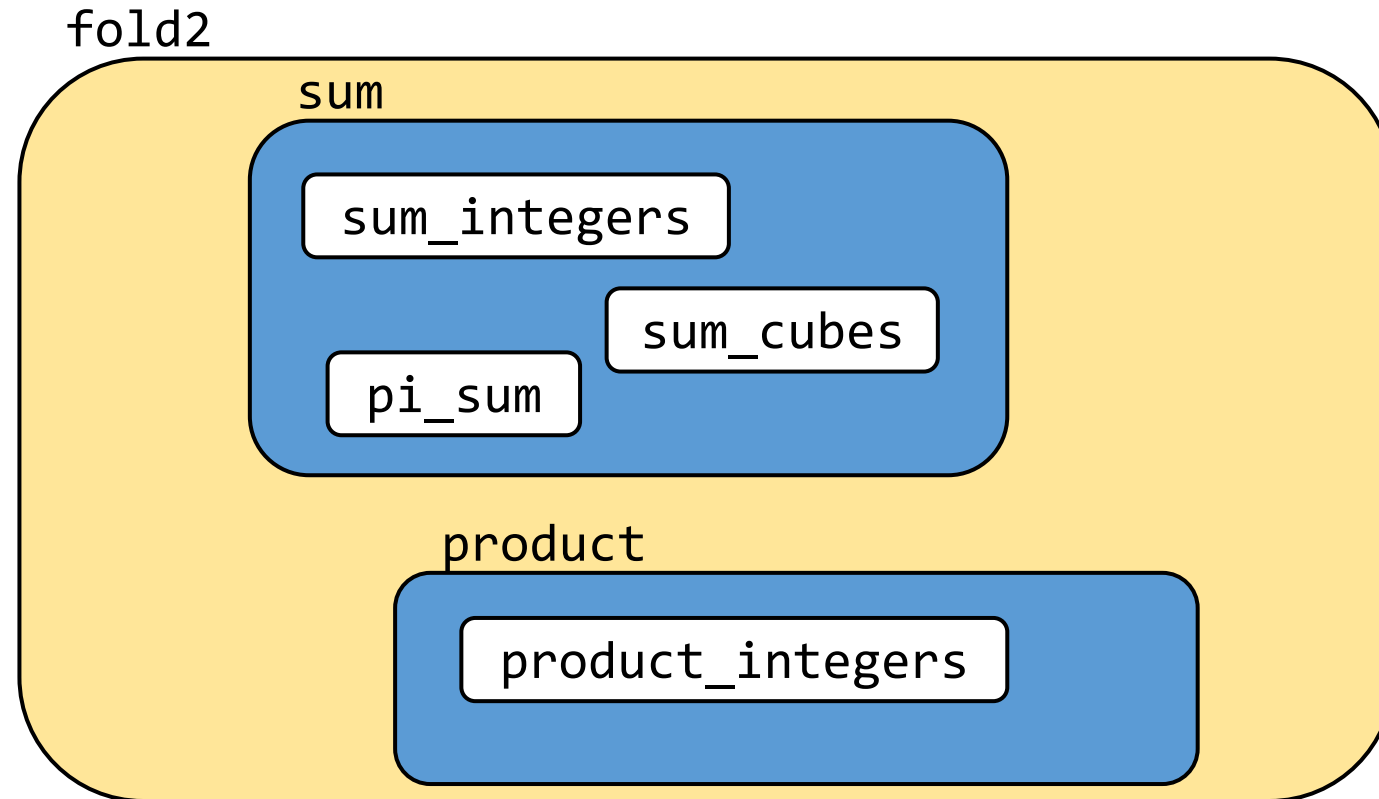 fold2
sum
sum_integers
sum_cubes
pi_sum
product
product_integers